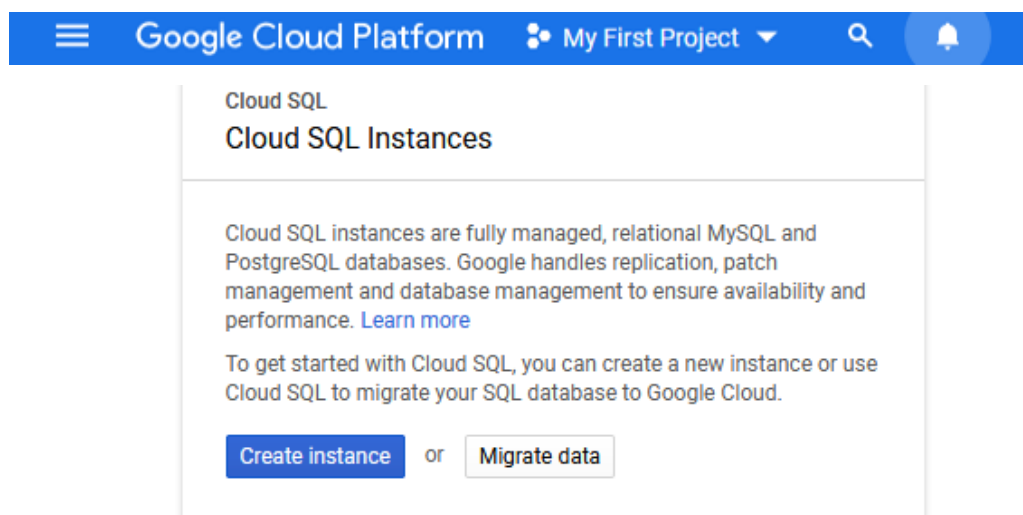 Google Cloud Platform My First Project
Cloud SQL
Cloud SQL Instances
Cloud SQL instances are fully managed, relational MySQL and
PostgreSQL databases. Google handles replication, patch
management and database management to ensure availability and
performance. Learn more
To get started with Cloud SQL, you can create a new instance or use
Cloud SQL to migrate your SQL database to Google Cloud.
Create instance or Migrate data